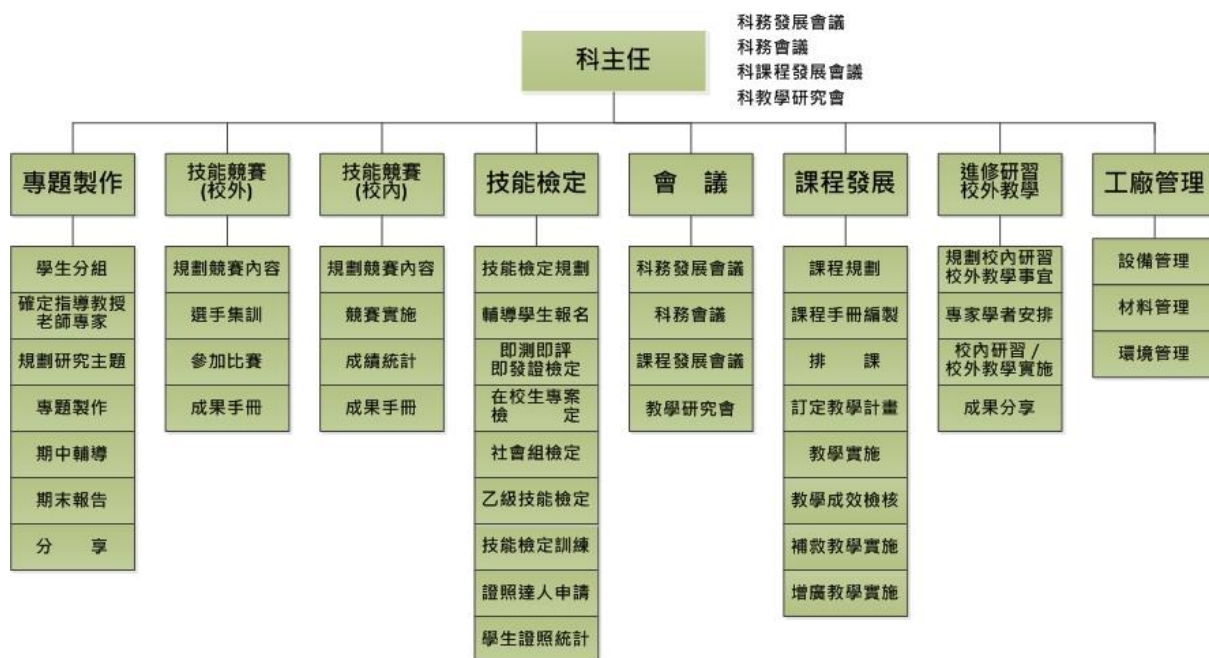 科主任
科務發展會議
科務會議
科課程發展會議
科教學研究會
專題製作
學生分組
確定指導教授
老師專家
規劃研究主題
專題製作
期中輔導
期末報告
分 享
技能競賽
(校外)
規劃競賽內容
選手集訓
參加比賽
成果手冊
技能競賽
(校內)
規劃競賽內容
競賽實施
成績統計
成果手冊
技能檢定
技能檢定規劃
輔導學生報名
即測即評
即發證檢定
在校生專案
檢 定
社會組檢定
乙級技能檢定
技能檢定訓練
證照達人申請
學生證照統計
會 議
科務發展會議
科務會議
課程發展會議
教學研究會
課程發展
課程規劃
課程手冊編製
排 課
訂定教學計畫
教學實施
教學成效檢核
補救教學實施
增廣教學實施
進修研習
校外教學
規劃校內研習
校外教學事宜
專家學者安排
校內研習 /
校外教學實施
成果分享
工廠管理
設備管理
材料管理
環境管理